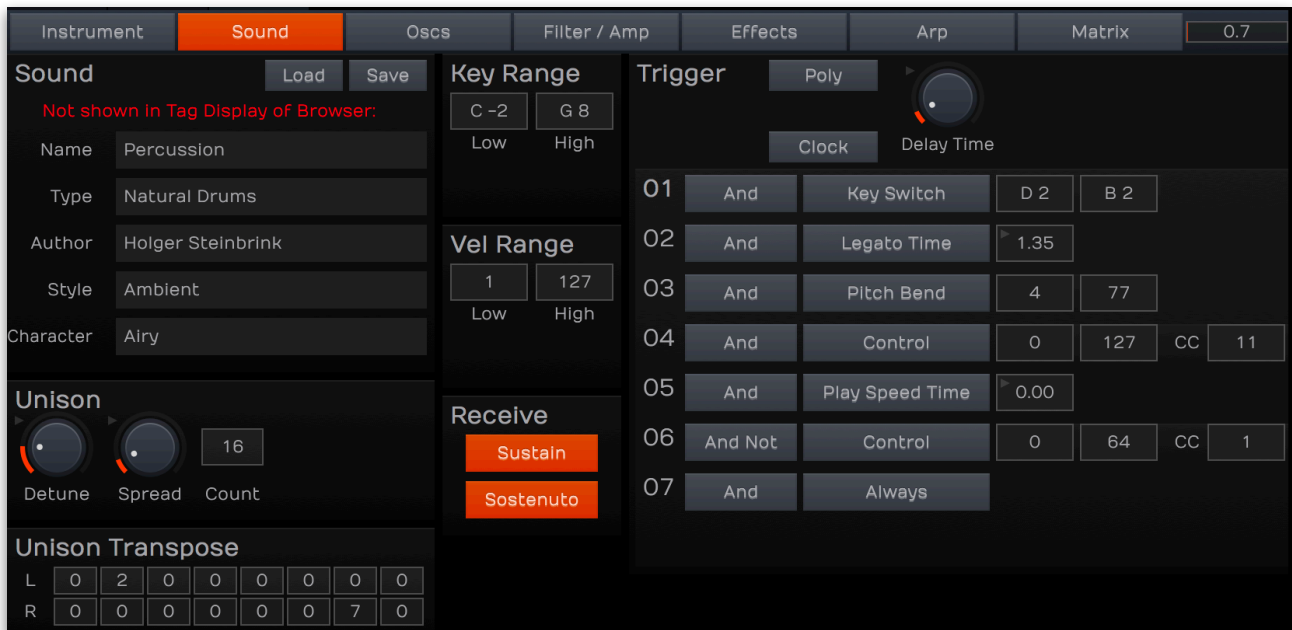 Instrument Sound Oscs Filter / Amp Effects Arp Matrix 0.7
Sound Load Save
Not shown in Tag Display of Browser:
Name Percussion
Type Natural Drums
Author Holger Steinbrink
Style Ambient
Character Airy
Unison
16
Detune Spread Count
Unison Transpose
L 0 2 0 0 0 0 0 0
R 0 0 0 0 0 0 7 0
Key Range
C -2 G 8
Low High
Vel Range
1 127
Low High
Receive
Sustain
Sostenuto
Trigger Poly
Clock Delay Time
01 And Key Switch D 2 B 2
02 And Legato Time 1.35
03 And Pitch Bend 4 77
04 And Control 0 127 CC 11
05 And Play Speed Time 0.00
06 And Not Control 0 64 CC 1
07 And Always